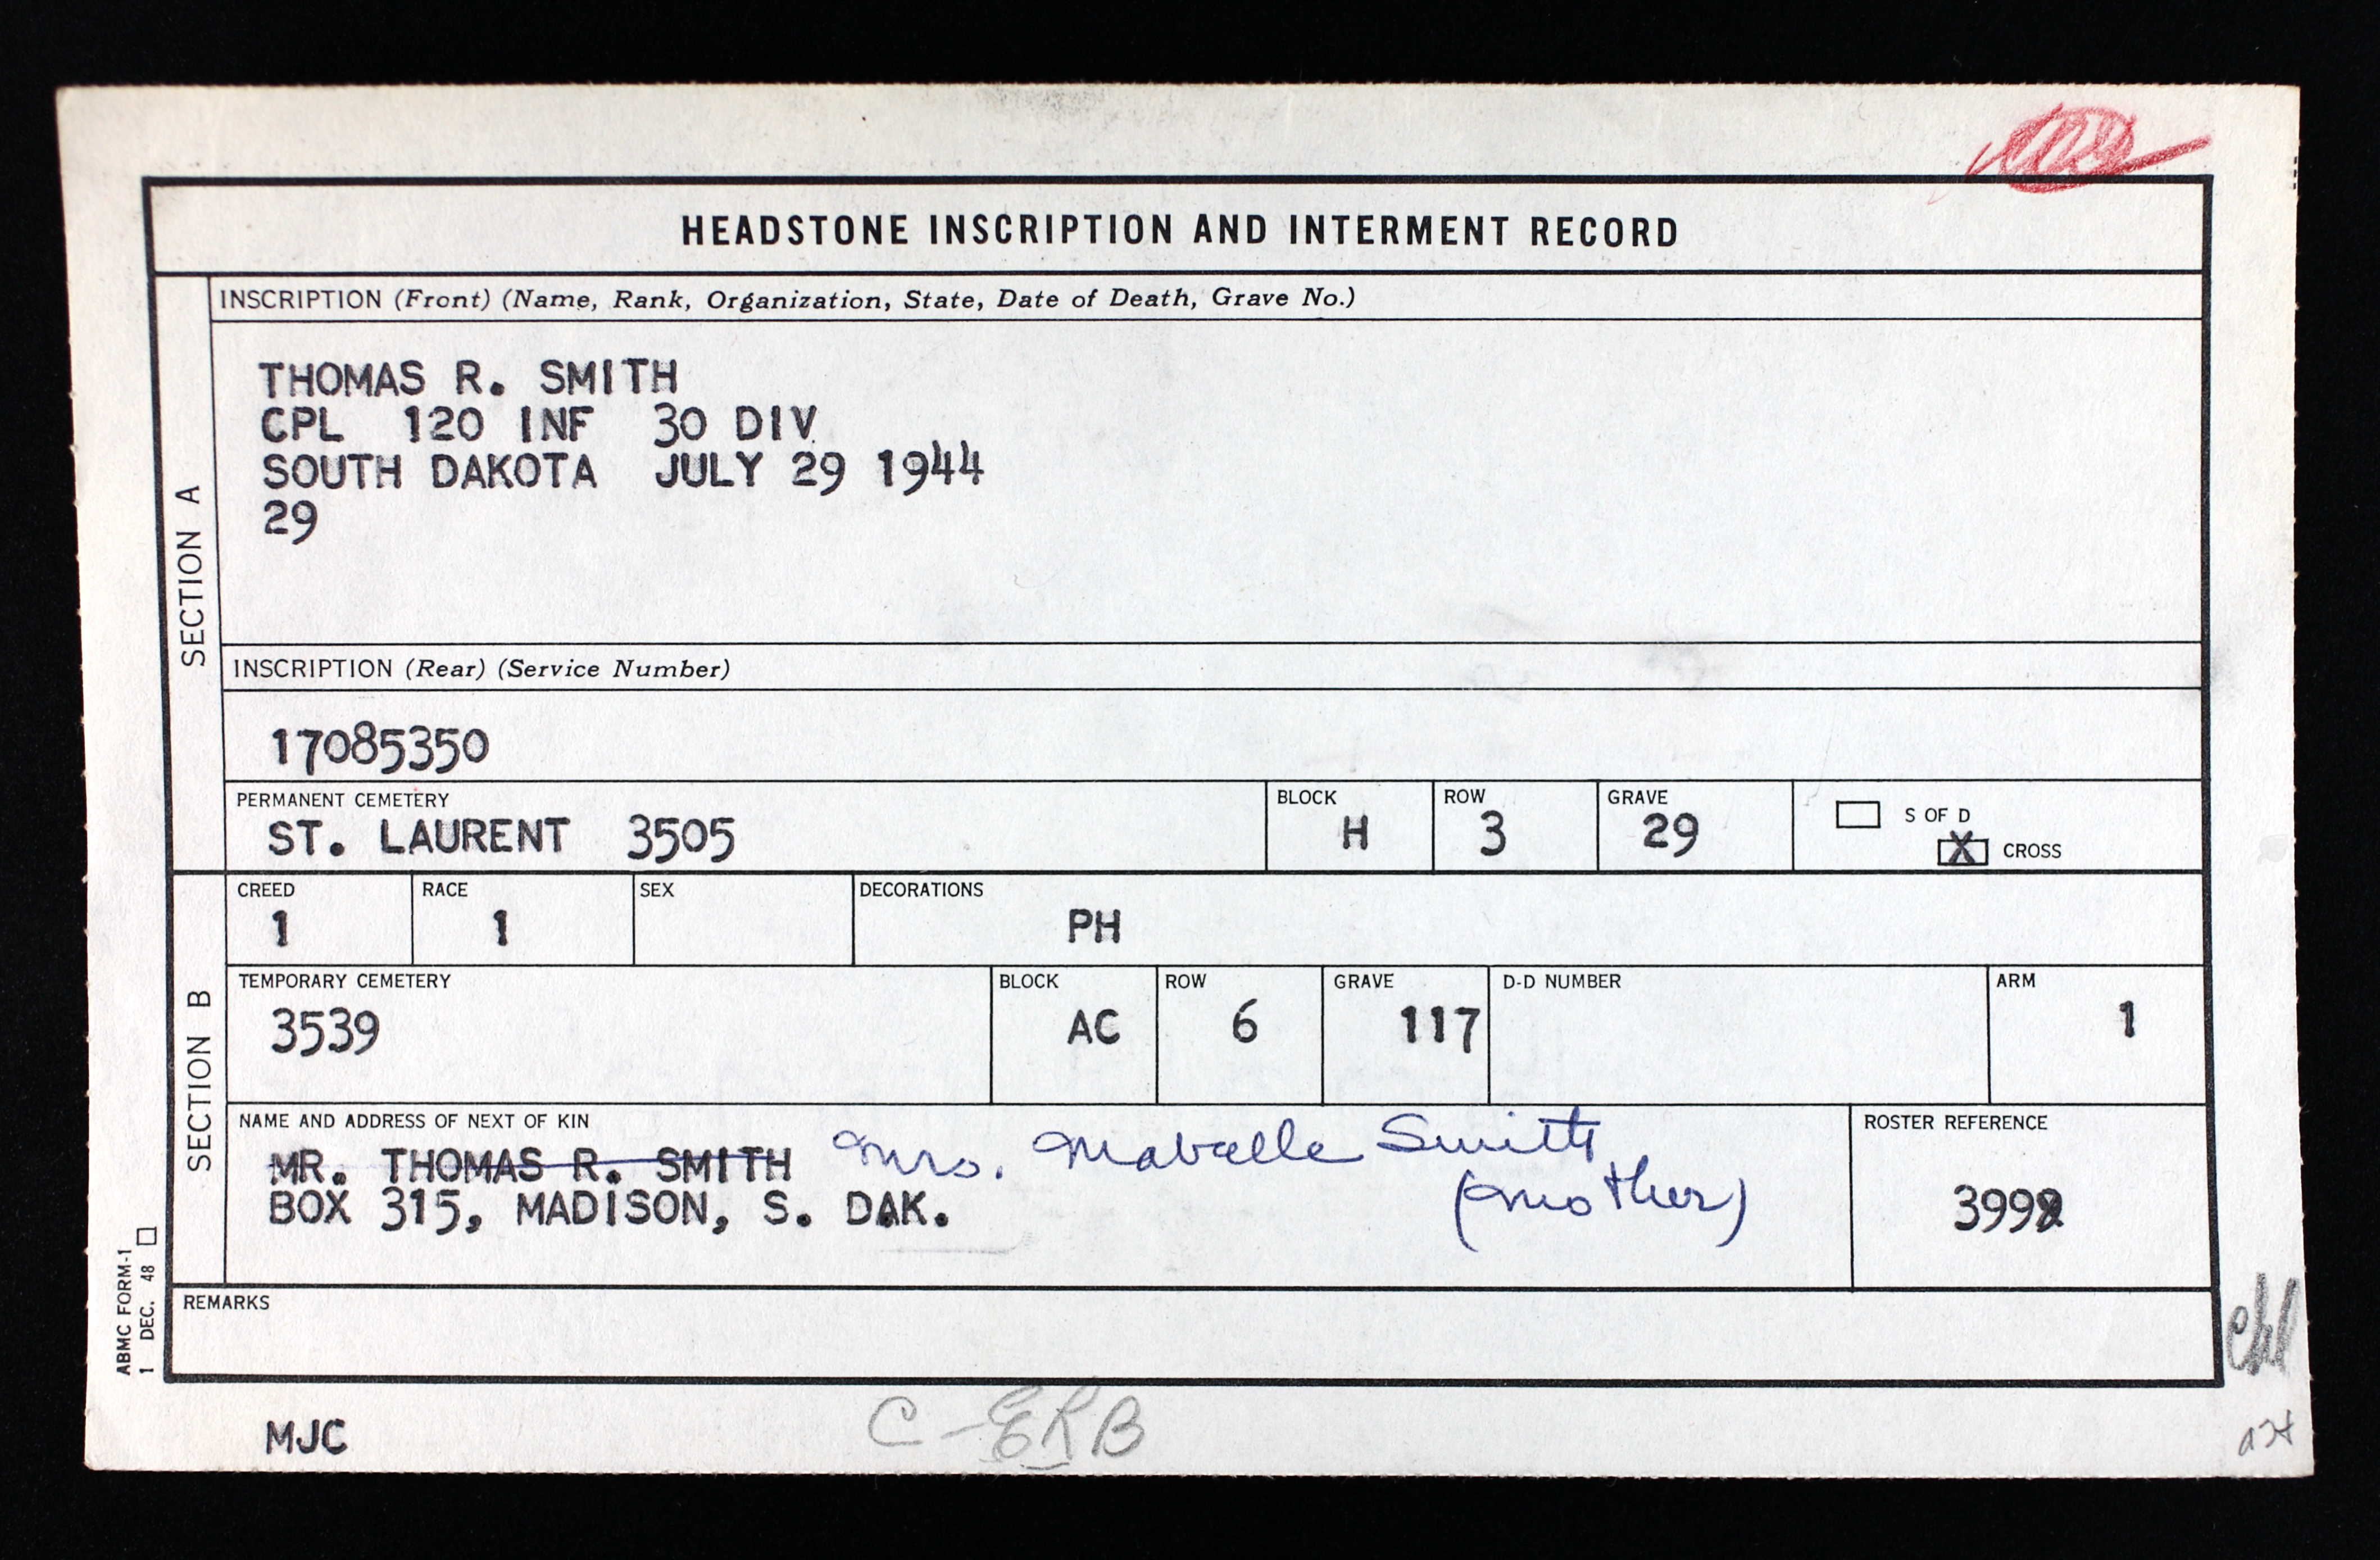 HEADSTONE INSCRIPTION AND INTERMENT RECORD
SECTION A
INSCRIPTION (Front) (Name, Rank, Organization, State, Date of Death, Grave No.)
THOMAS R. SMITH
CPL 120 INF 30 DIV
SOUTH DAKOTA JULY 29 1944
29
INSCRIPTION (Rear) (Service Number)
17085350
PERMANENT CEMETERY BLOCK ROW GRAVE S OF D
ST. LAURENT 3505 H 3 29 X CROSS
SECTION B
CREED RACE SEX DECORATIONS
1 1 PH
TEMPORARY CEMETERY BLOCK ROW GRAVE D-D NUMBER ARM
3539 AC 6 117 1
NAME AND ADDRESS OF NEXT OF KIN ROSTER REFERENCE
MR. THOMAS R. SMITH Mrs. Mabelle Smith
BOX 315, MADISON, S. DAK. (mother)
REMARKS
ABMC FORM-1
1 DEC. 48
MJC C-ERB